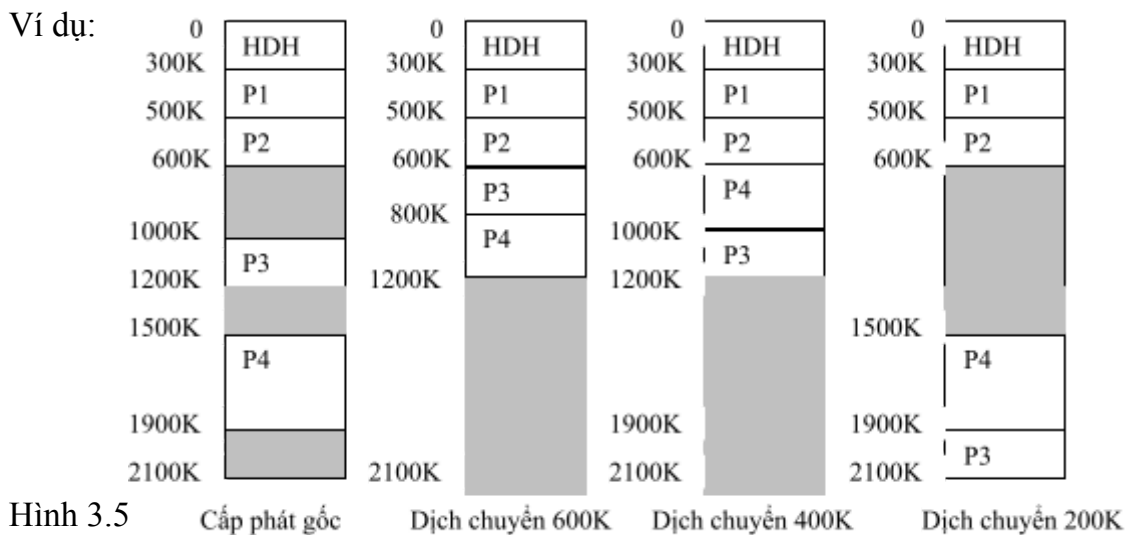 Ví dụ:
0
HDH
300K
P1
500K
P2
600K
1000K
P3
1200K
1500K
P4
1900K
2100K
Cấp phát gốc
0
HDH
300K
P1
500K
P2
600K
P3
800K
P4
1200K
2100K
Dịch chuyển 600K
0
HDH
300K
P1
500K
P2
600K
P4
1000K
P3
1200K
1900K
2100K
Dịch chuyển 400K
0
HDH
300K
P1
500K
P2
600K
1500K
P4
1900K
P3
2100K
Dịch chuyển 200K
Hình 3.5